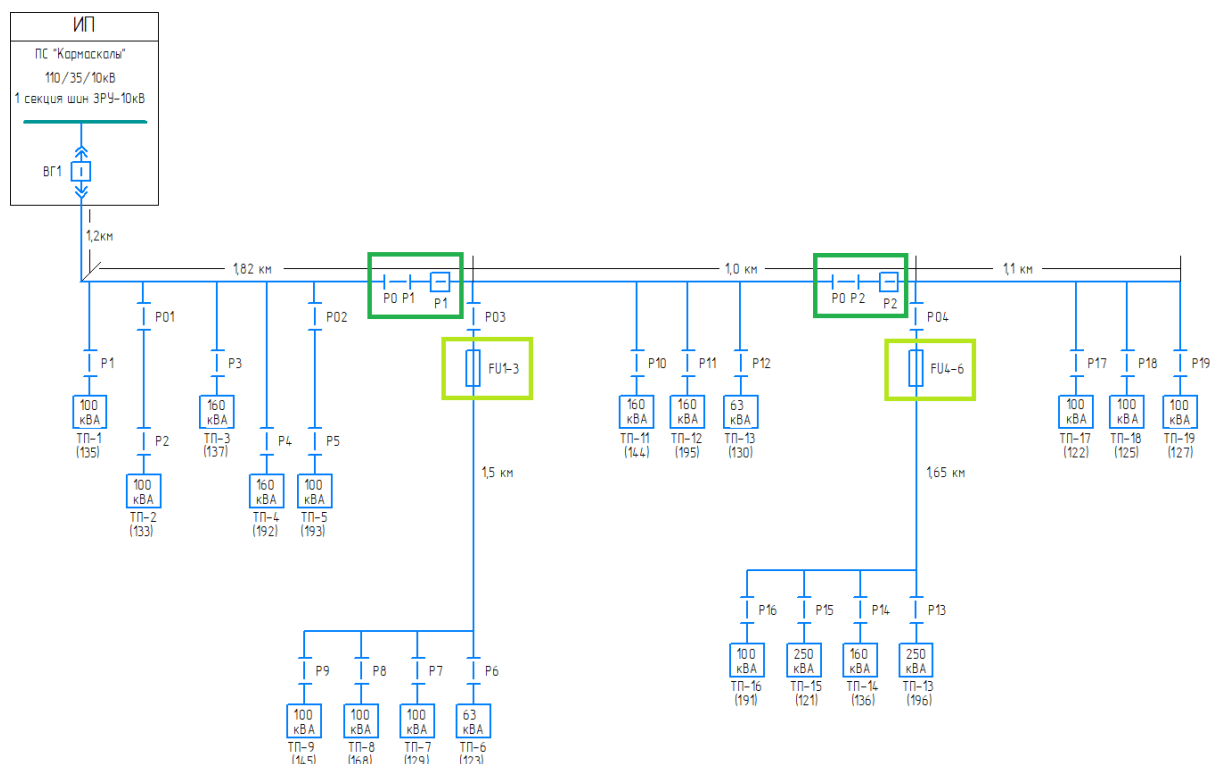 ИП
ПС "Кармаскалы"
110/35/10кВ
1 секция шин ЗРУ-10кВ
ВГ1
1,2км
1,82 км
1,0 км
1,1 км
РО Р1
Р1
РО Р2
Р2
Р01
Р02
Р03
Р04
Р1
Р3
FU1-3
Р10
Р11
Р12
FU4-6
Р17
Р18
Р19
100
кВА
ТП-1
(135)
160
кВА
ТП-3
(137)
160
кВА
ТП-11
(144)
160
кВА
ТП-12
(195)
63
кВА
ТП-13
(130)
100
кВА
ТП-17
(122)
100
кВА
ТП-18
(125)
100
кВА
ТП-19
(127)
Р2
Р4
Р5
1,5 км
1,65 км
100
кВА
ТП-2
(133)
160
кВА
ТП-4
(192)
100
кВА
ТП-5
(193)
Р16
Р15
Р14
Р13
100
кВА
ТП-16
(191)
250
кВА
ТП-15
(121)
160
кВА
ТП-14
(136)
250
кВА
ТП-13
(196)
Р9
Р8
Р7
Р6
100
кВА
ТП-9
(145)
100
кВА
ТП-8
(168)
100
кВА
ТП-7
(129)
63
кВА
ТП-6
(123)